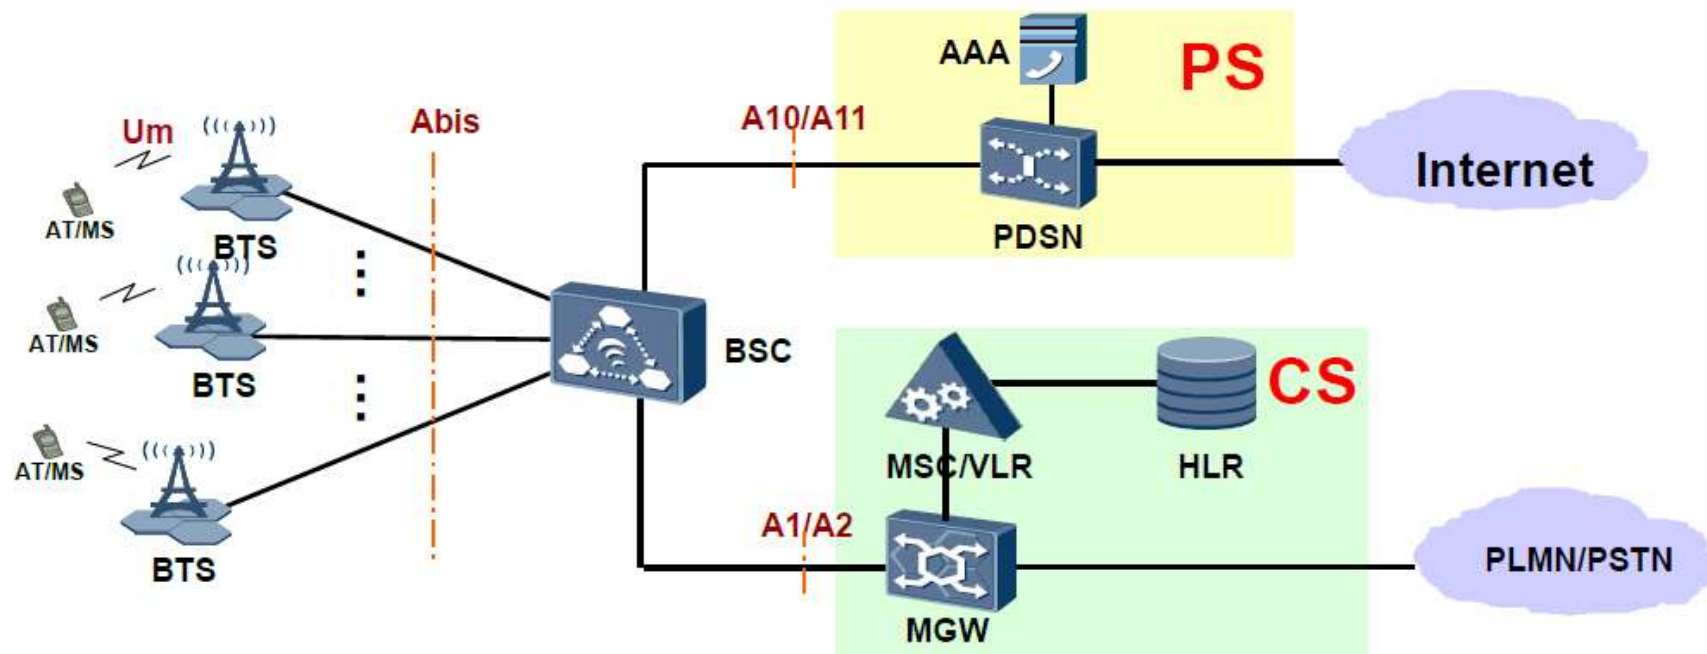 AAA
PS
A10/A11
Um
Abis
Internet
AT/MS
BTS
PDSN
AT/MS
BTS
BSC
CS
MSC/VLR
HLR
AT/MS
A1/A2
BTS
PLMN/PSTN
MGW